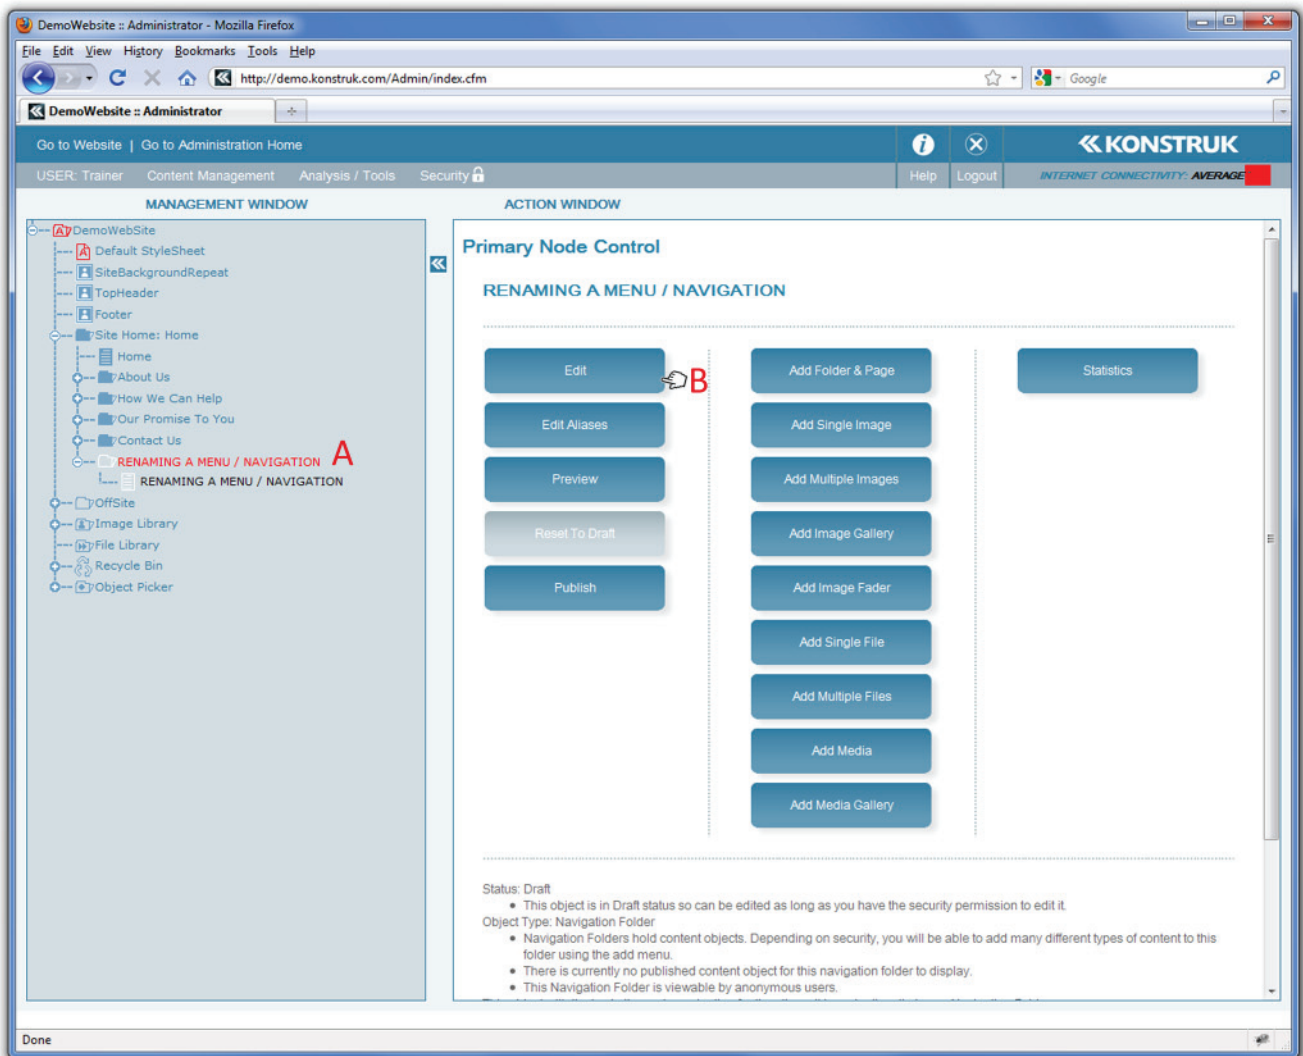 DemoWebsite :: Administrator - Mozilla Firefox
File Edit View History Bookmarks Tools Help
http://demo.konstruk.com/Admin/index.cfm
Google
DemoWebsite :: Administrator
Go to Website | Go to Administration Home
KONSTRUK
USER: Trainer Content Management Analysis / Tools Security Help Logout INTERNET CONNECTIVITY: AVERAGE
MANAGEMENT WINDOW
ACTION WINDOW
DemoWebSite
Default StyleSheet
SiteBackgroundRepeat
TopHeader
Footer
Site Home: Home
Home
About Us
How We Can Help
Our Promise To You
Contact Us
RENAMING A MENU / NAVIGATION A
RENAMING A MENU / NAVIGATION
OffSite
Image Library
File Library
Recycle Bin
Object Picker
Primary Node Control
RENAMING A MENU / NAVIGATION
Edit B
Edit Aliases
Preview
Reset To Draft
Publish
Add Folder & Page
Add Single Image
Add Multiple Images
Add Image Gallery
Add Image Fader
Add Single File
Add Multiple Files
Add Media
Add Media Gallery
Statistics
Status: Draft
• This object is in Draft status so can be edited as long as you have the security permission to edit it.
Object Type: Navigation Folder
• Navigation Folders hold content objects. Depending on security, you will be able to add many different types of content to this
folder using the add menu.
• There is currently no published content object for this navigation folder to display.
• This Navigation Folder is viewable by anonymous users.
Done